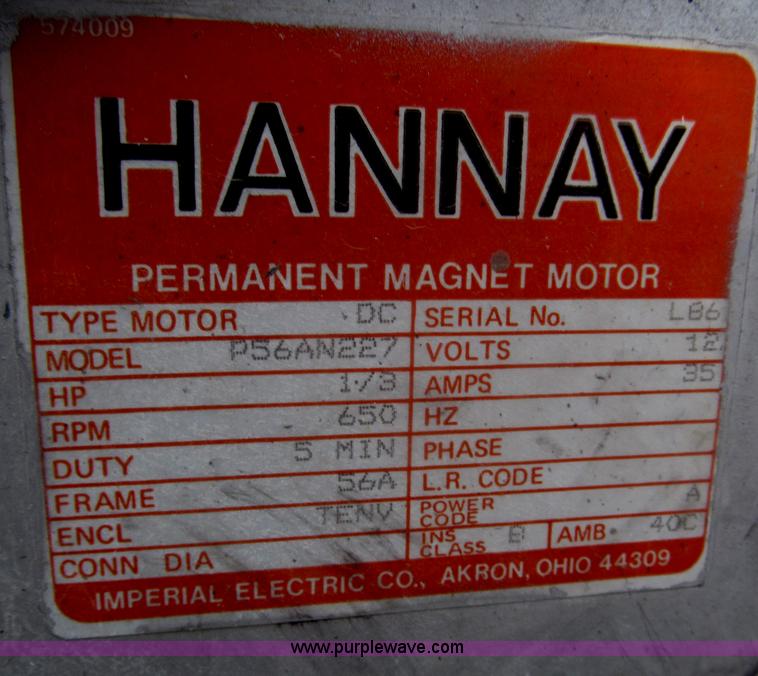 574009
HANNAY
PERMANENT MAGNET MOTOR
TYPE MOTOR DC SERIAL No. LB6
MODEL P56AN227 VOLTS 12
HP 1/3 AMPS 35
RPM 650 HZ
DUTY 5 MIN PHASE
FRAME 56A L.R. CODE
ENCL TENV POWER CODE A
CONN DIA INS CLASS B AMB 40C
IMPERIAL ELECTRIC CO., AKRON, OHIO 44309
www.purplewave.com